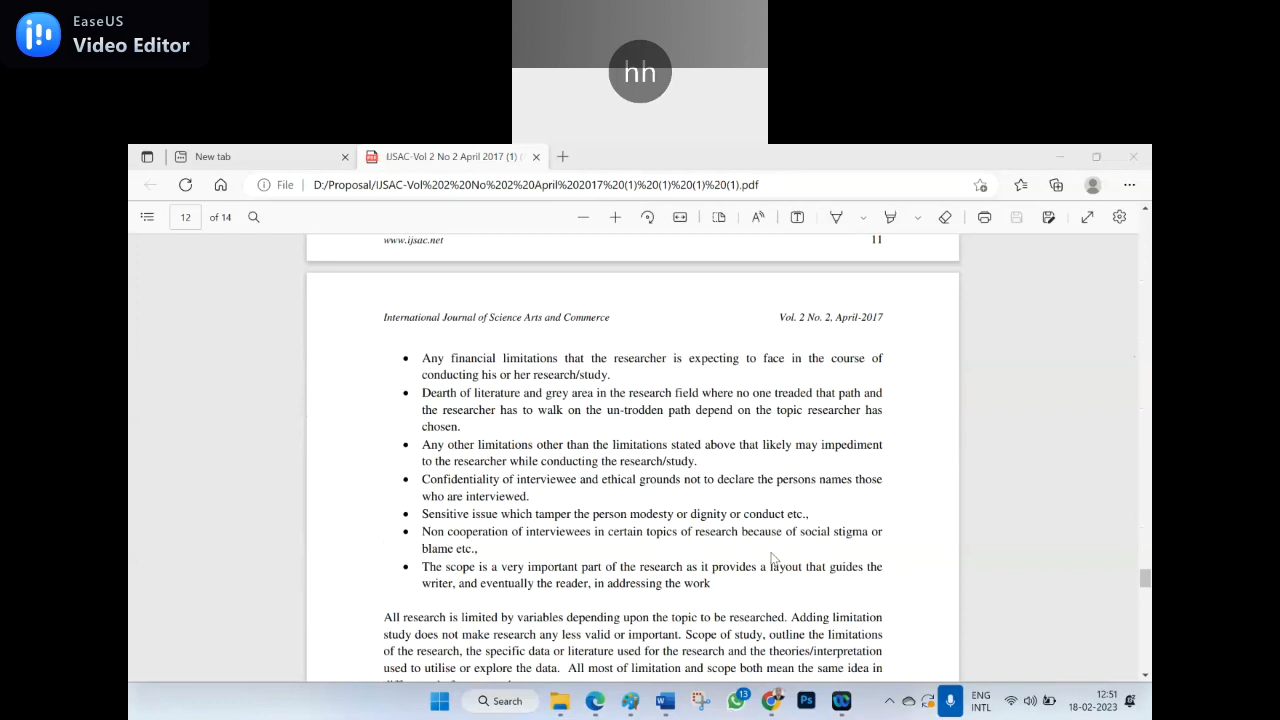 EaseUS
Video Editor
hh
New tab
IJSAC-Vol 2 No 2 April 2017 (1) (
File
D:/Proposal/IJSAC-Vol%202%20No%202%20April%202017%20(1)%20(1)%20(1)%20(1).pdf
12 of 14
www.ijsac.net 11
International Journal of Science Arts and Commerce Vol. 2 No. 2, April-2017
• Any financial limitations that the researcher is expecting to face in the course of
conducting his or her research/study.
• Dearth of literature and grey area in the research field where no one treaded that path and
the researcher has to walk on the un-trodden path depend on the topic researcher has
chosen.
• Any other limitations other than the limitations stated above that likely may impediment
to the researcher while conducting the research/study.
• Confidentiality of interviewee and ethical grounds not to declare the persons names those
who are interviewed.
• Sensitive issue which tamper the person modesty or dignity or conduct etc.,
• Non cooperation of interviewees in certain topics of research because of social stigma or
blame etc.,
• The scope is a very important part of the research as it provides a layout that guides the
writer, and eventually the reader, in addressing the work
All research is limited by variables depending upon the topic to be researched. Adding limitation
study does not make research any less valid or important. Scope of study, outline the limitations
of the research, the specific data or literature used for the research and the theories/interpretation
used to utilise or explore the data. All most of limitation and scope both mean the same idea in
Search
13
ENG
INTL
12:51
18-02-2023